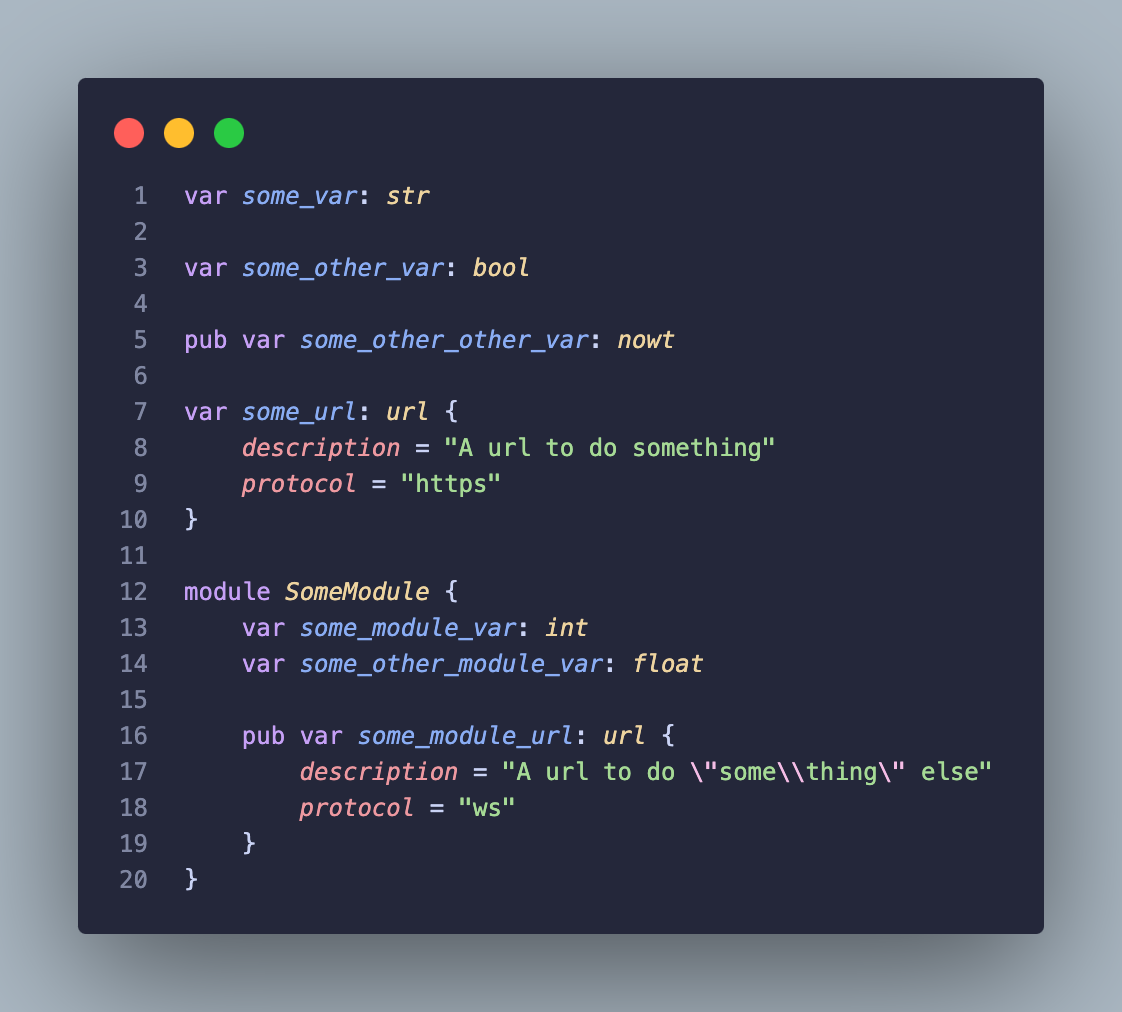 1 var some_var: str
2
3 var some_other_var: bool
4
5 pub var some_other_other_var: nowt
6
7 var some_url: url {
8     description = "A url to do something"
9     protocol = "https"
10 }
11
12 module SomeModule {
13     var some_module_var: int
14     var some_other_module_var: float
15
16     pub var some_module_url: url {
17         description = "A url to do \"some\\thing\" else"
18         protocol = "ws"
19     }
20 }